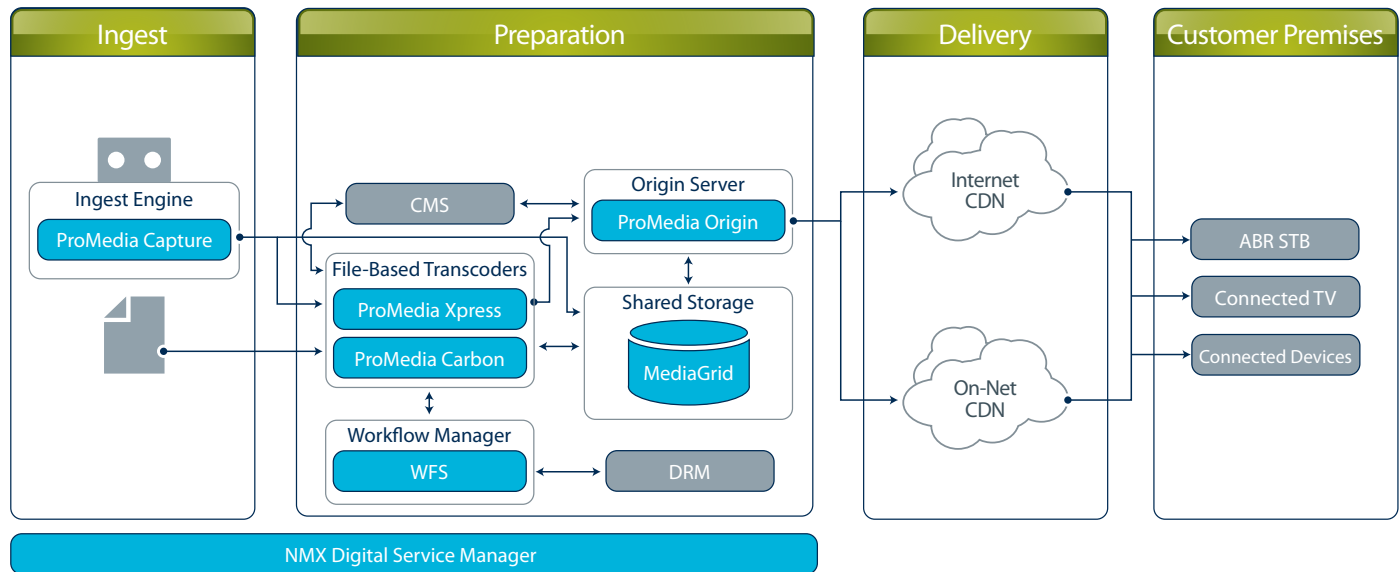 Ingest
Preparation
Delivery
Customer Premises
Ingest Engine
ProMedia Capture
CMS
Origin Server
ProMedia Origin
File-Based Transcoders
ProMedia Xpress
ProMedia Carbon
Shared Storage
MediaGrid
Workflow Manager
WFS
DRM
Internet
CDN
On-Net
CDN
ABR STB
Connected TV
Connected Devices
NMX Digital Service Manager